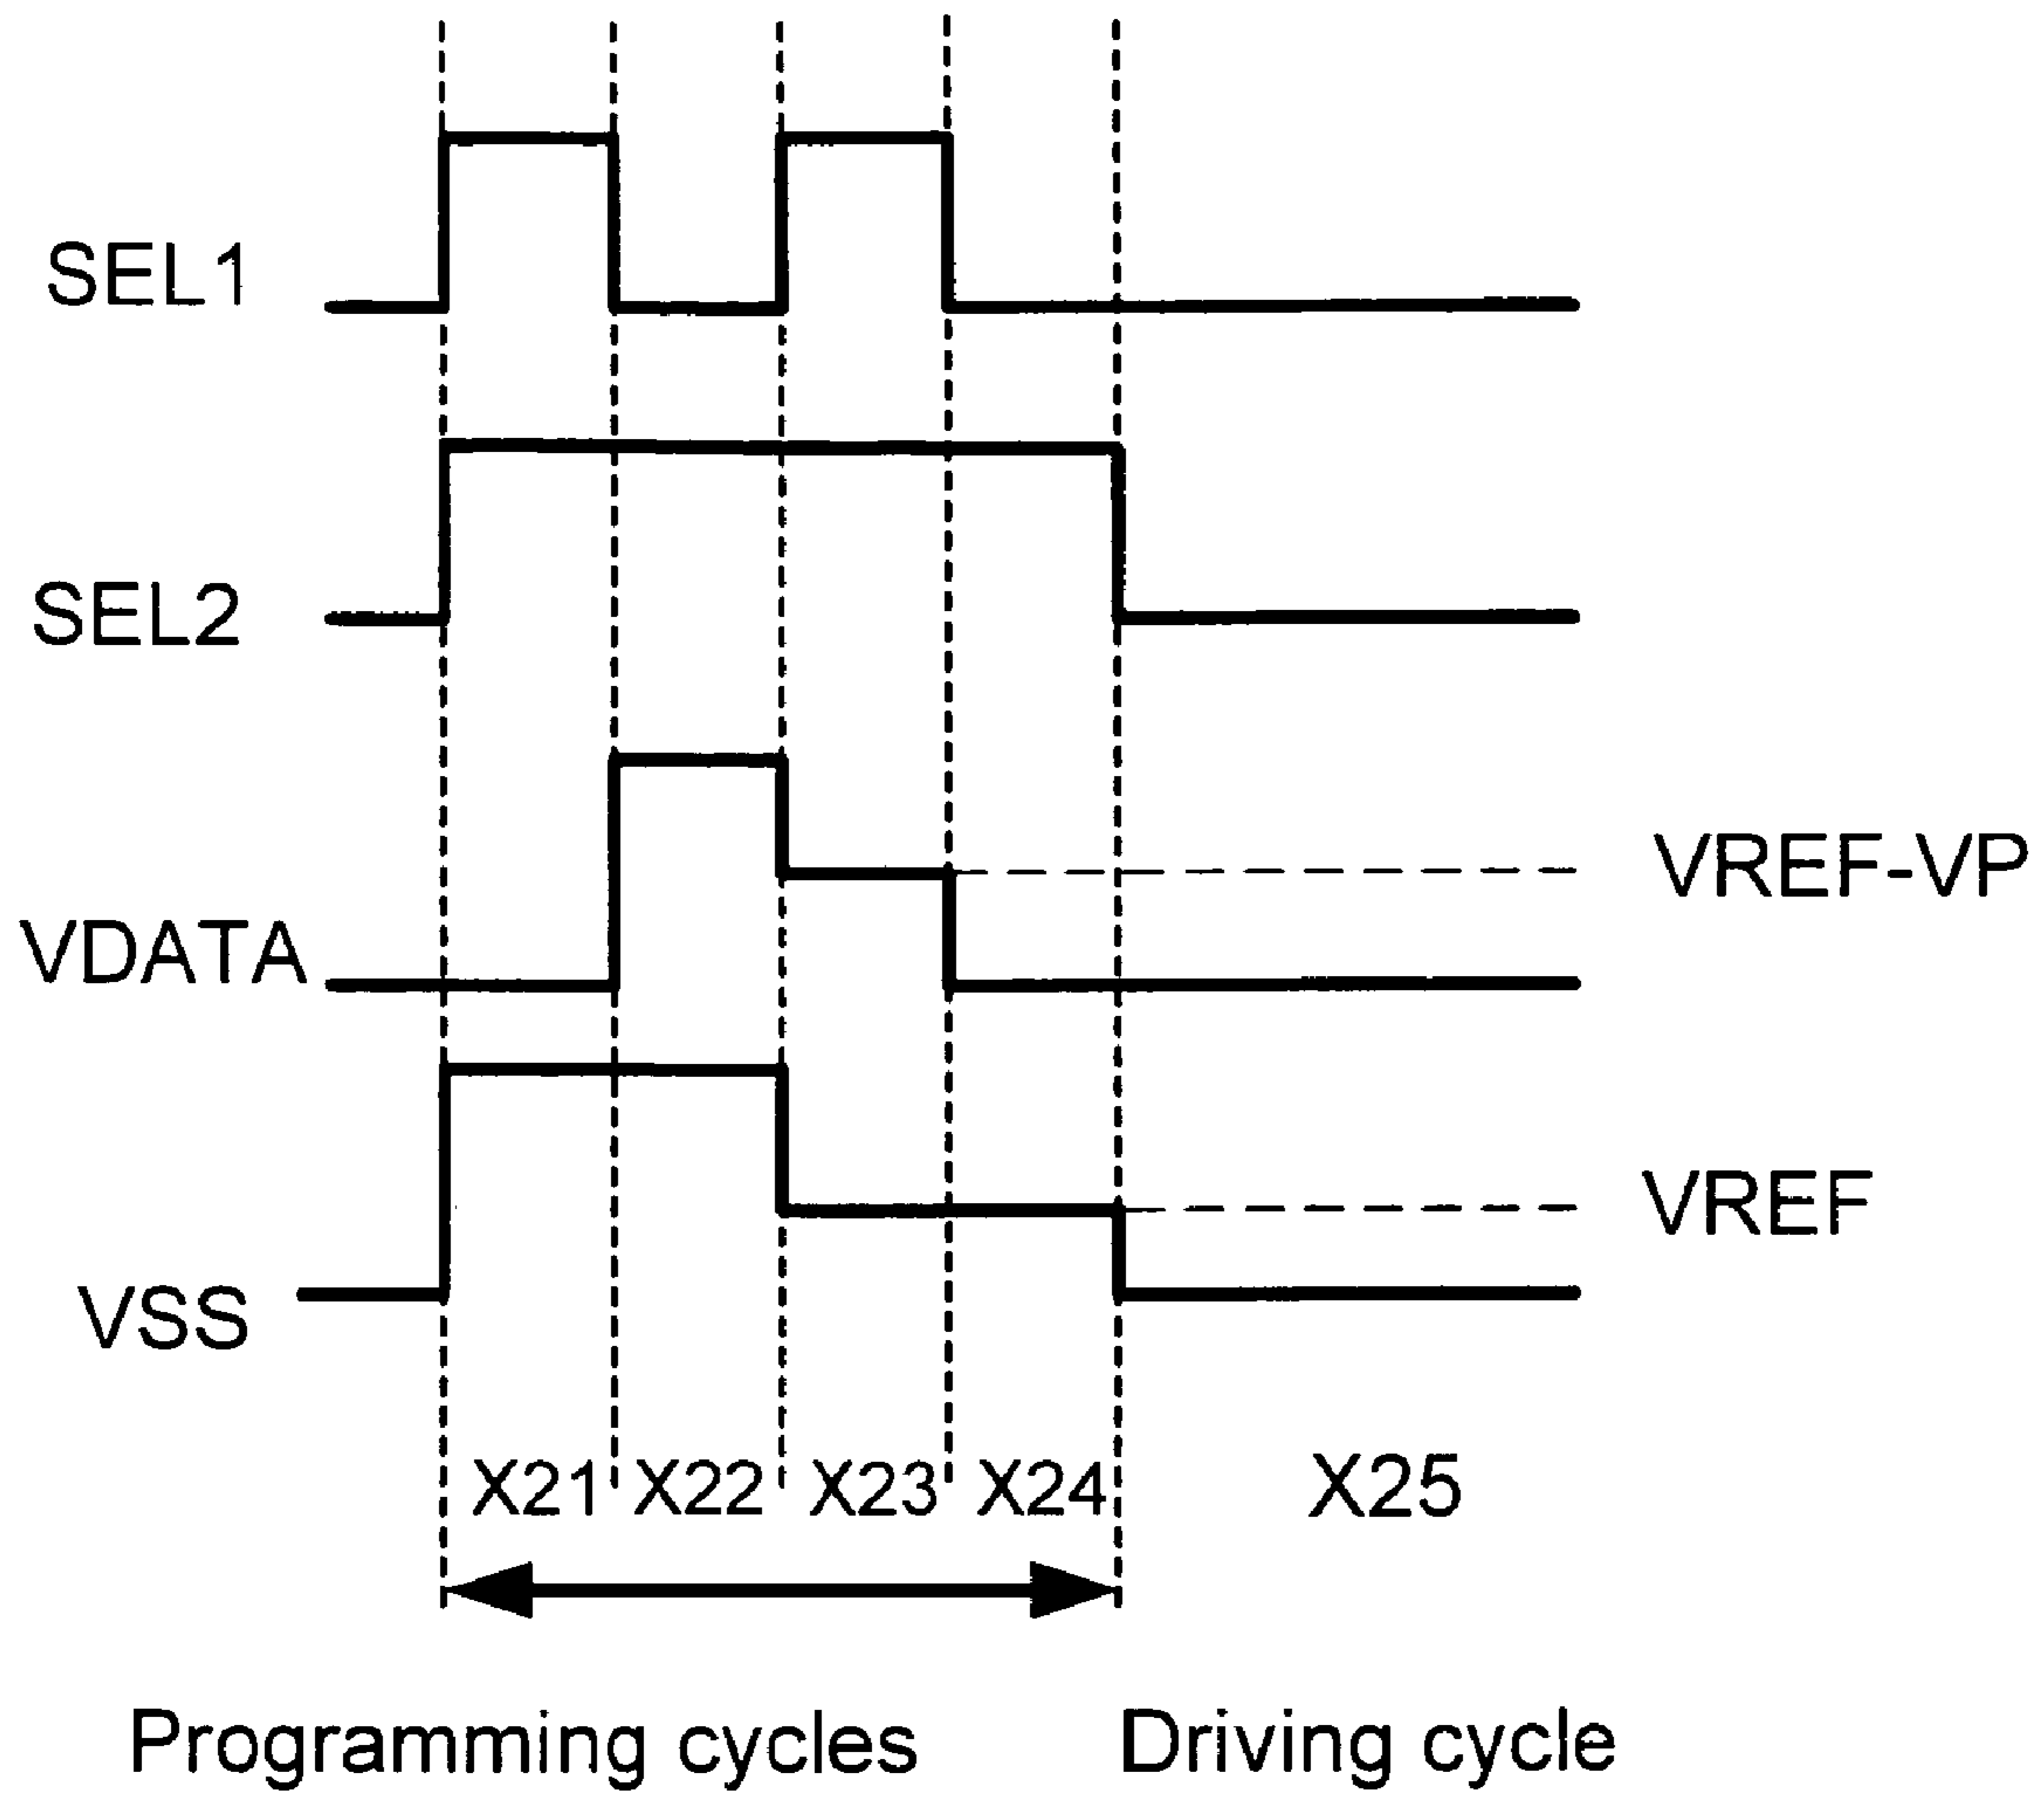 SEL1
SEL2
VREF-VP
VDATA
VREF
VSS
X21 X22 X23 X24 X25
Programming cycles Driving cycle